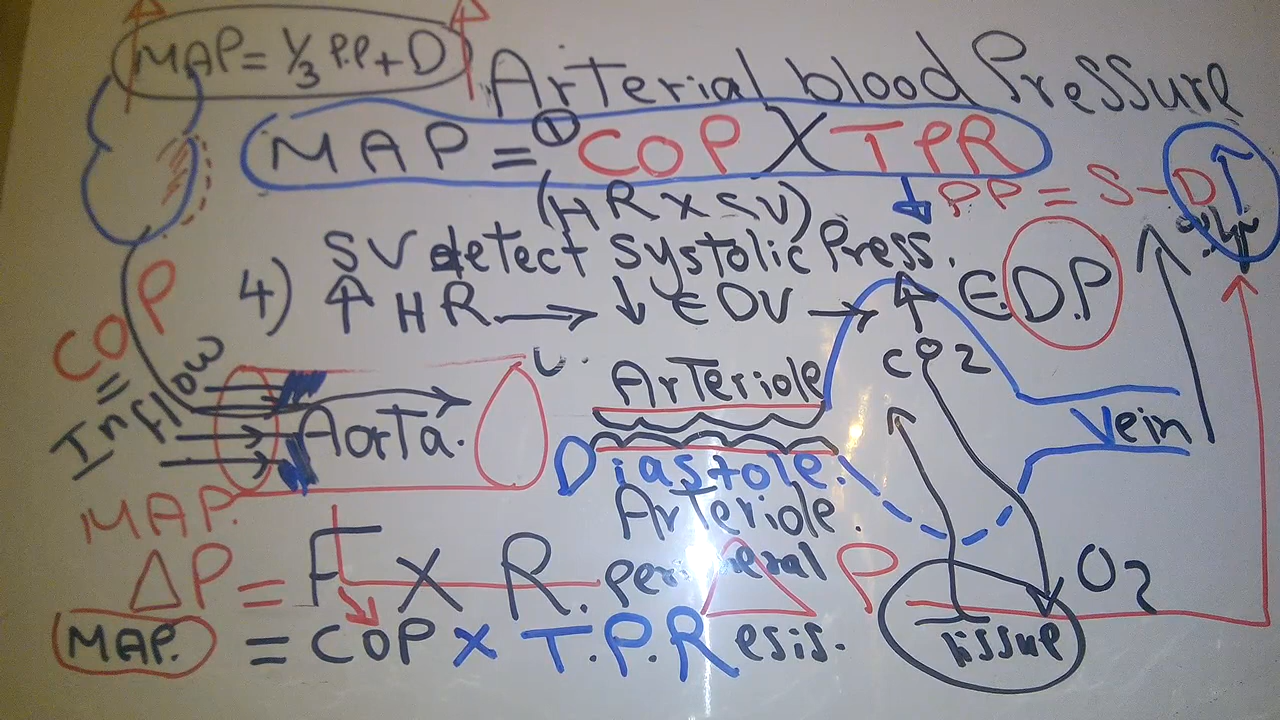 MAP = 1/3 P.P + D
Arterial blood Pressure
MAP = ① COP X TPR
(HR x SV)
PP = S - D ↑
SV detect Systolic Press.
4) ↑ HR → ↓ EDV → ↑ E.D.P
COP
=
Inflow
Aorta.
MAP.
Arteriole
CO2
Vein
Diastole.
Arteriole.
ΔP = F X R. peripheral
Δ P
O2
MAP. = COP x T.P.Resis.
tissue